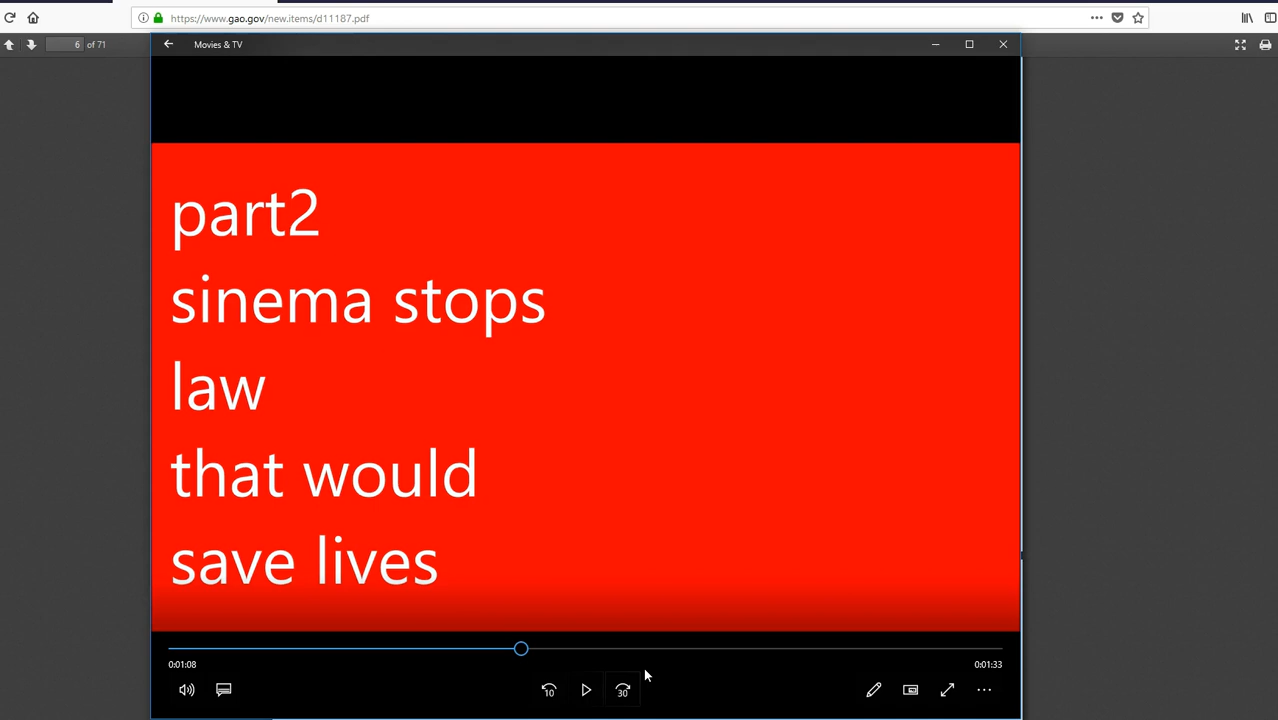 https://www.gao.gov/new.items/d11187.pdf
6 of 71
Movies & TV
part2
sinema stops
law
that would
save lives
0:01:08
0:01:33
10
30